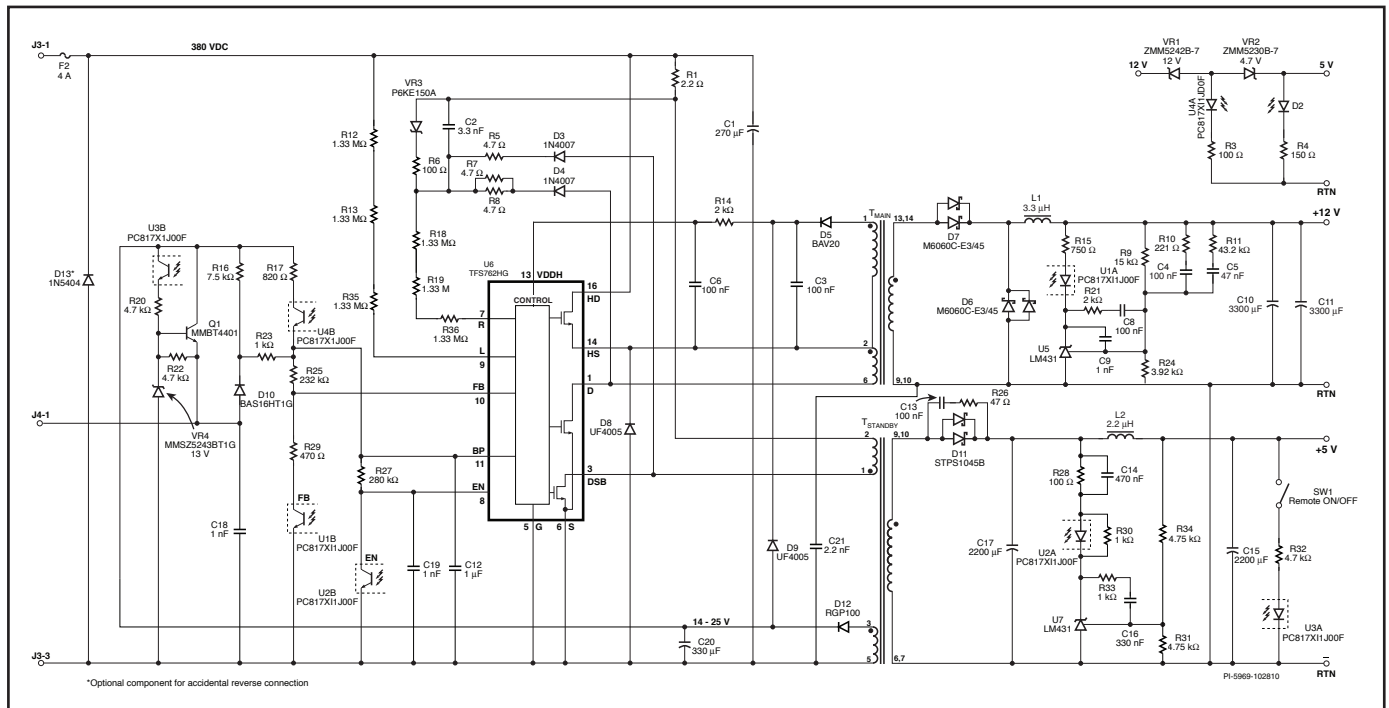 J3-1
F2
4 A
380 VDC
R1
2.2 Ω
VR3
P6KE150A
C2
3.3 nF
C1
270 µF
R12
1.33 MΩ
R5
4.7 Ω
D3
1N4007
R7
4.7 Ω
D4
1N4007
R6
100 Ω
R8
4.7 Ω
VR1
ZMM5242B-7
12 V
VR2
ZMM5230B-7
4.7 V
12 V
5 V
U4A
PC817XI1JD0F
D2
R3
100 Ω
R4
150 Ω
RTN
R13
1.33 MΩ
R18
1.33 MΩ
R19
1.33 M
R35
1.33 MΩ
R36
1.33 MΩ
D13*
1N5404
U3B
PC817X1J00F
R20
4.7 kΩ
Q1
MMBT4401
R16
7.5 kΩ
R17
820 Ω
U4B
PC817X1J00F
R23
1 kΩ
R22
4.7 kΩ
R25
232 kΩ
D10
BAS16HT1G
J4-1
VR4
MMSZ5243BT1G
13 V
R29
470 Ω
FB
U1B
PC817XI1J00F
C18
1 nF
R27
280 kΩ
EN
U2B
PC817XI1J00F
C19
1 nF
C12
1 µF
U6
TFS762HG
13 VDDH
CONTROL
16
HD
7
R
14
HS
L
9
1
D
FB
10
BP
11
3
DSB
EN
8
5 G
6 S
D8
UF4005
R14
2 kΩ
D5
BAV20
C6
100 nF
C3
100 nF
T MAIN
1
13,14
2
6
9,10
D7
M6060C-E3/45
L1
3.3 µH
+12 V
D6
M6060C-E3/45
R15
750 Ω
U1A
PC817XI1J00F
R9
15 kΩ
R10
221 Ω
R11
43.2 kΩ
C4
100 nF
C5
47 nF
R21
2 kΩ
C8
100 nF
C9
1 nF
U5
LM431
R24
3.92 kΩ
C10
3300 µF
C11
3300 µF
RTN
C13
100 nF
R26
47 Ω
T STANDBY
2
9,10
1
D11
STPS1045B
L2
2.2 µH
+5 V
R28
100 Ω
C14
470 nF
SW1
Remote ON/OFF
C17
2200 µF
U2A
PC817XI1J00F
R30
1 kΩ
R34
4.75 kΩ
C15
2200 µF
R32
4.7 kΩ
R33
1 kΩ
U7
LM431
C16
330 nF
R31
4.75 kΩ
U3A
PC817XI1J00F
D9
UF4005
C21
2.2 nF
D12
RGP100
14 - 25 V
C20
330 µF
3
5
6,7
J3-3
RTN
*Optional component for accidental reverse connection
PI-5969-102810